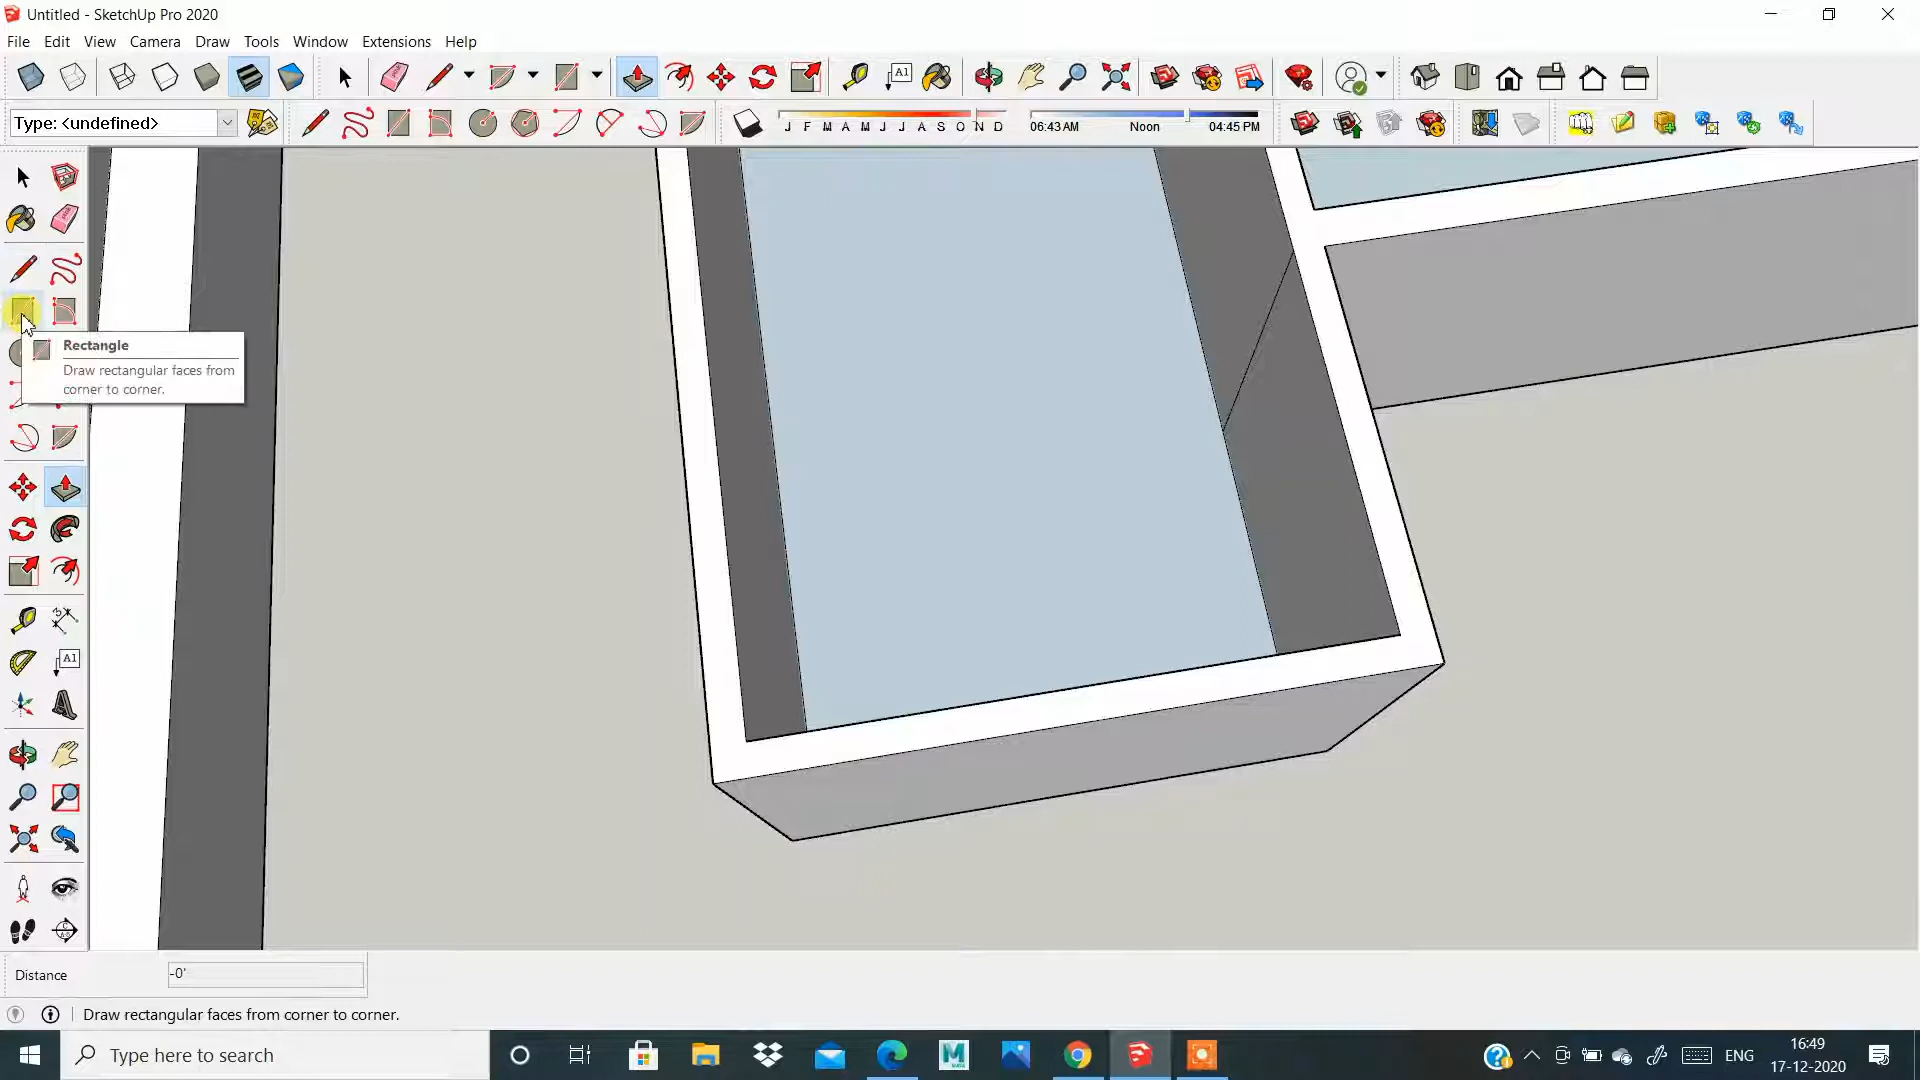 Untitled - SketchUp Pro 2020
File Edit View Camera Draw Tools Window Extensions Help
A1
Type: <undefined>
J F M A M J J A S O N D
06:43 AM Noon 04:45 PM
Rectangle
Draw rectangular faces from
corner to corner.
A1
Distance -0'
Draw rectangular faces from corner to corner.
Type here to search
M
ENG
16:49
17-12-2020